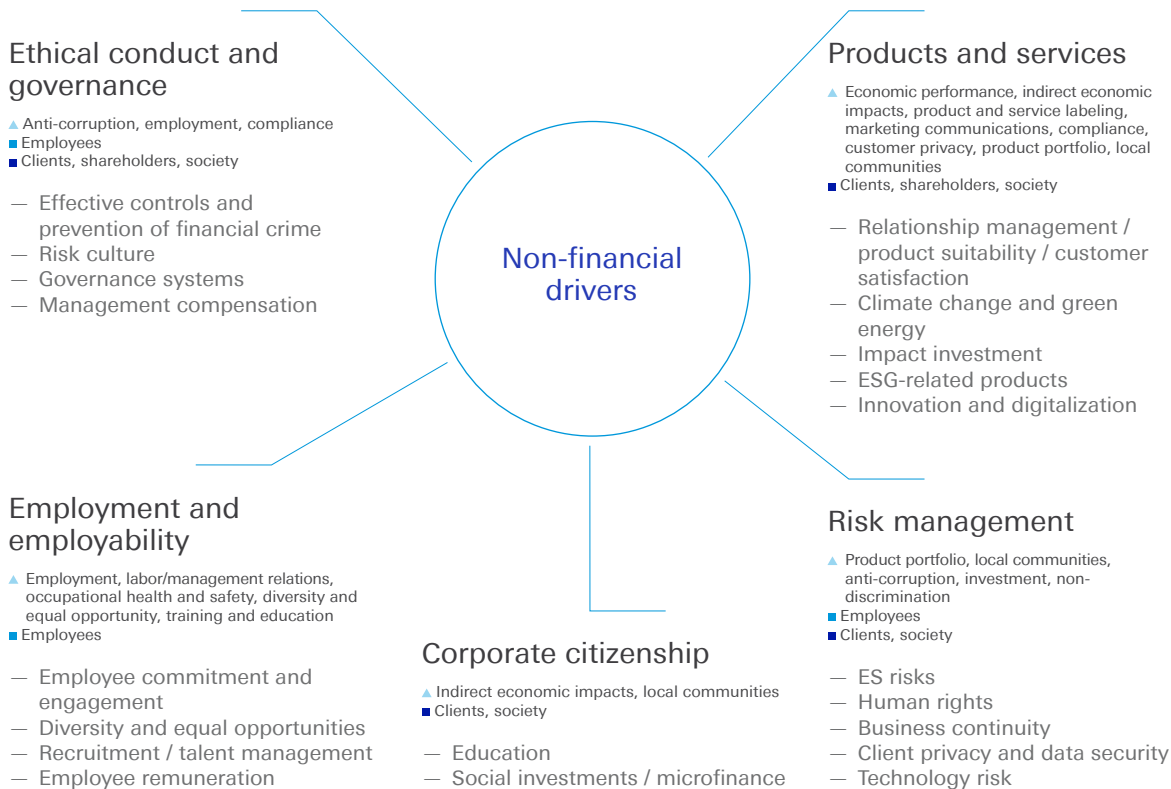 Ethical conduct and
governance
Anti-corruption, employment, compliance
Employees
Clients, shareholders, society
— Effective controls and
prevention of financial crime
— Risk culture
— Governance systems
— Management compensation
Non-financial
drivers
Products and services
Economic performance, indirect economic
impacts, product and service labeling,
marketing communications, compliance,
customer privacy, product portfolio, local
communities
Clients, shareholders, society
— Relationship management /
product suitability / customer
satisfaction
— Climate change and green
energy
— Impact investment
— ESG-related products
— Innovation and digitalization
Employment and
employability
Employment, labor/management relations,
occupational health and safety, diversity and
equal opportunity, training and education
Employees
— Employee commitment and
engagement
— Diversity and equal opportunities
— Recruitment / talent management
— Employee remuneration
Corporate citizenship
Indirect economic impacts, local communities
Clients, society
— Education
— Social investments / microfinance
Risk management
Product portfolio, local communities,
anti-corruption, investment, non-
discrimination
Employees
Clients, society
— ES risks
— Human rights
— Business continuity
— Client privacy and data security
— Technology risk